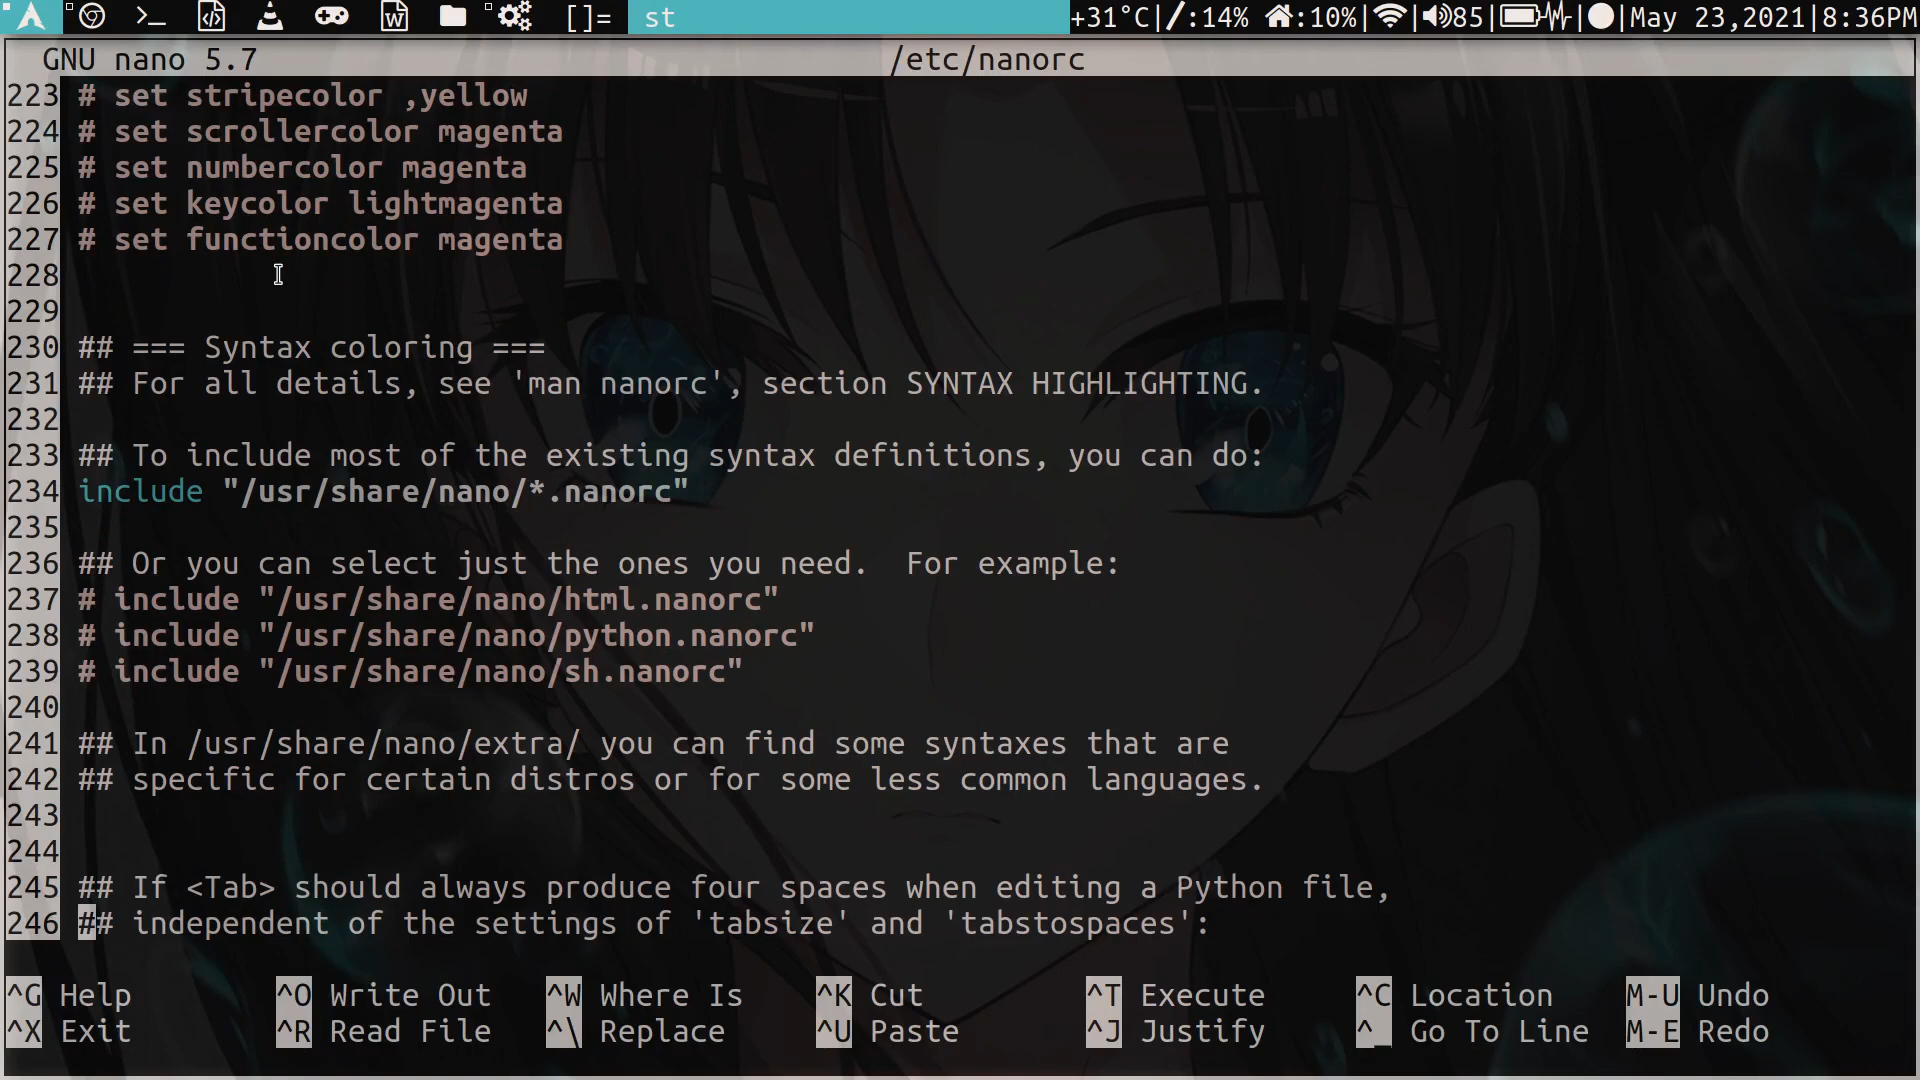 []= st +31°C|/:14% :10%| | 85| | |May 23,2021|8:36PM
GNU nano 5.7 /etc/nanorc
223 # set stripecolor ,yellow
224 # set scrollercolor magenta
225 # set numbercolor magenta
226 # set keycolor lightmagenta
227 # set functioncolor magenta
228
229
230 ## === Syntax coloring ===
231 ## For all details, see 'man nanorc', section SYNTAX HIGHLIGHTING.
232
233 ## To include most of the existing syntax definitions, you can do:
234 include "/usr/share/nano/*.nanorc"
235
236 ## Or you can select just the ones you need.  For example:
237 # include "/usr/share/nano/html.nanorc"
238 # include "/usr/share/nano/python.nanorc"
239 # include "/usr/share/nano/sh.nanorc"
240
241 ## In /usr/share/nano/extra/ you can find some syntaxes that are
242 ## specific for certain distros or for some less common languages.
243
244
245 ## If <Tab> should always produce four spaces when editing a Python file,
246 ## independent of the settings of 'tabsize' and 'tabstospaces':
^G Help ^O Write Out ^W Where Is ^K Cut ^T Execute ^C Location M-U Undo
^X Exit ^R Read File ^\ Replace ^U Paste ^J Justify ^_ Go To Line M-E Redo